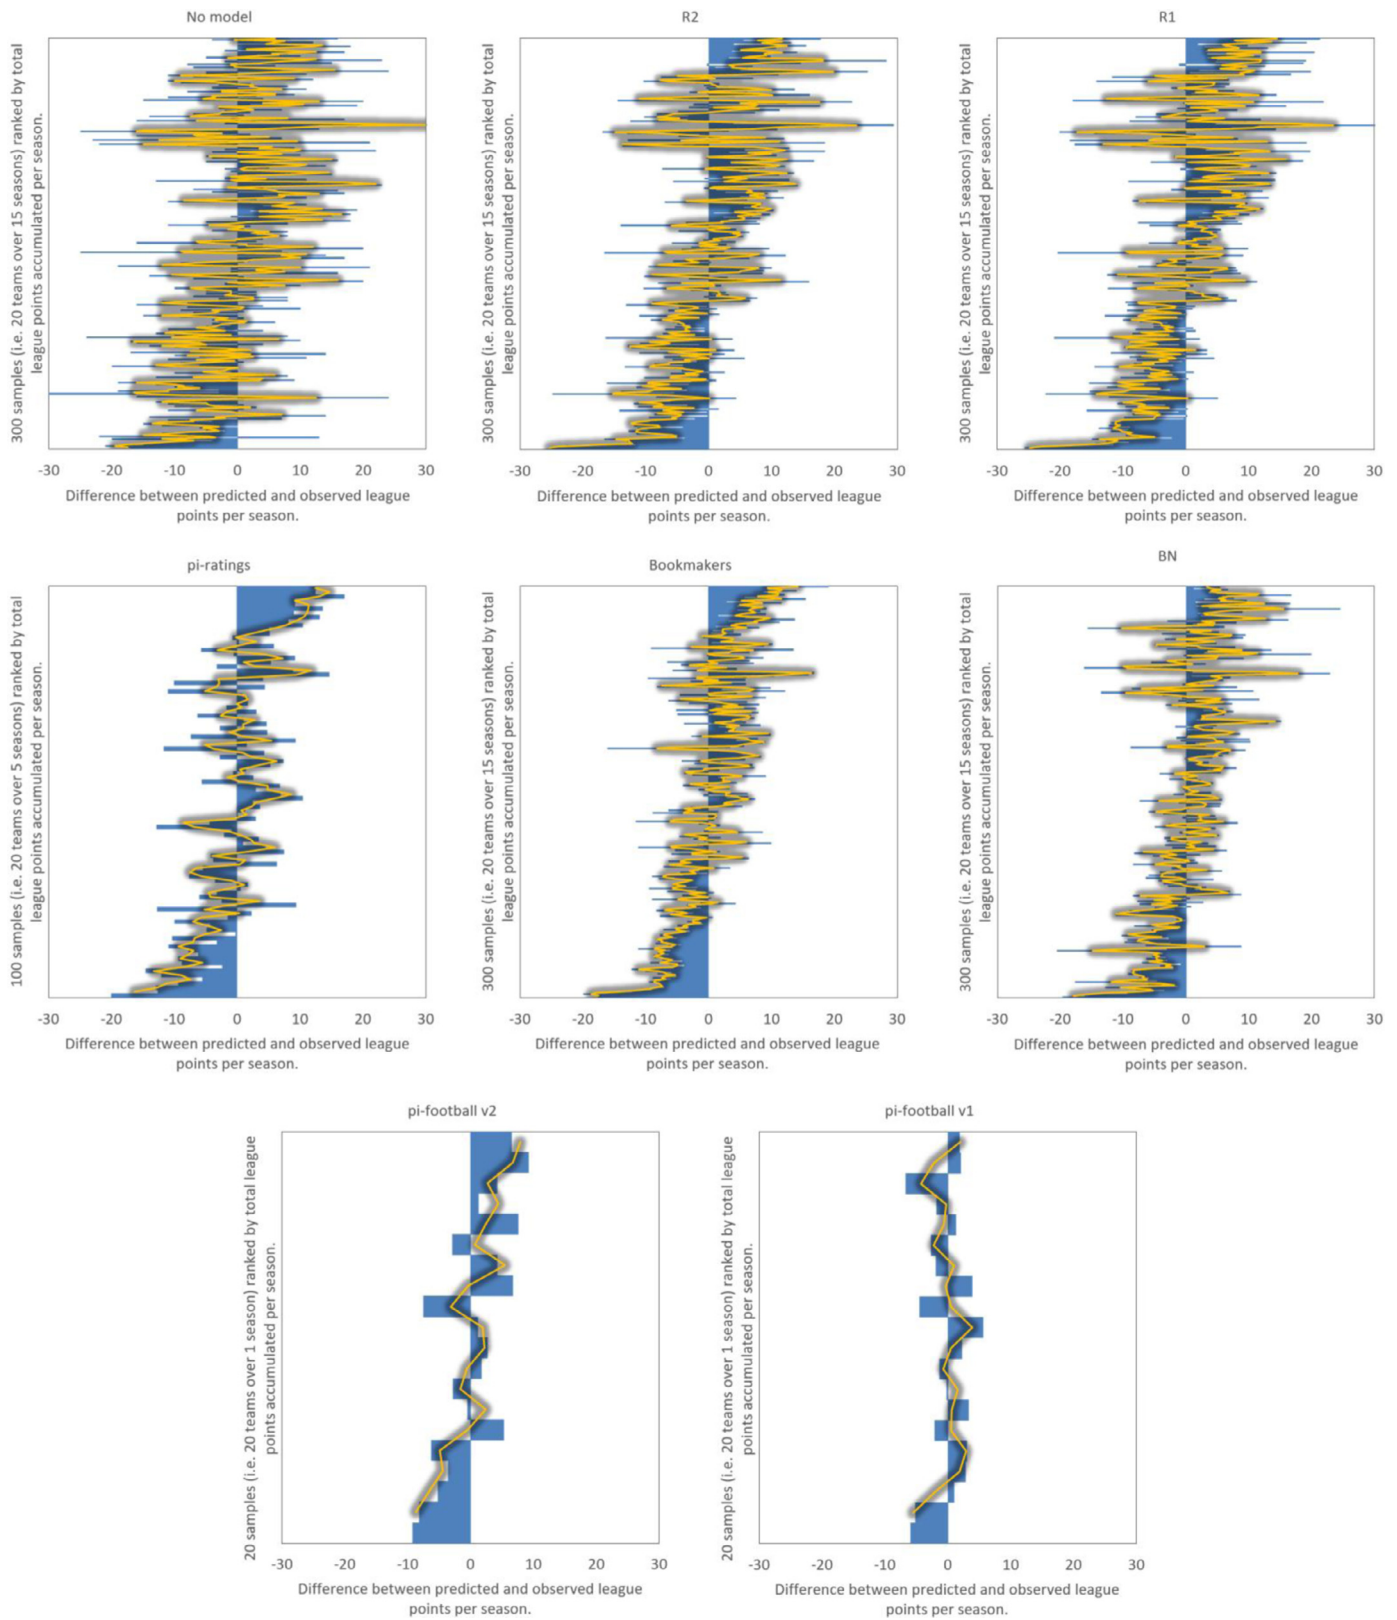 No model
R2
R1
300 samples (i.e. 20 teams over 15 seasons) ranked by total
league points accumulated per season.
300 samples (i.e. 20 teams over 15 seasons) ranked by total
league points accumulated per season.
300 samples (i.e. 20 teams over 15 seasons) ranked by total
league points accumulated per season.
-30 -20 -10 0 10 20 30
-30 -20 -10 0 10 20 30
-30 -20 -10 0 10 20 30
Difference between predicted and observed league
points per season.
Difference between predicted and observed league
points per season.
Difference between predicted and observed league
points per season.
pi-ratings
Bookmakers
BN
100 samples (i.e. 20 teams over 5 seasons) ranked by total
league points accumulated per season.
300 samples (i.e. 20 teams over 15 seasons) ranked by total
league points accumulated per season.
300 samples (i.e. 20 teams over 15 seasons) ranked by total
league points accumulated per season.
-30 -20 -10 0 10 20 30
-30 -20 -10 0 10 20 30
-30 -20 -10 0 10 20 30
Difference between predicted and observed league
points per season.
Difference between predicted and observed league
points per season.
Difference between predicted and observed league
points per season.
pi-football v2
pi-football v1
20 samples (i.e. 20 teams over 1 season) ranked by total league
points accumulated per season.
20 samples (i.e. 20 teams over 1 season) ranked by total league
points accumulated per season.
-30 -20 -10 0 10 20 30
-30 -20 -10 0 10 20 30
Difference between predicted and observed league
points per season.
Difference between predicted and observed league
points per season.